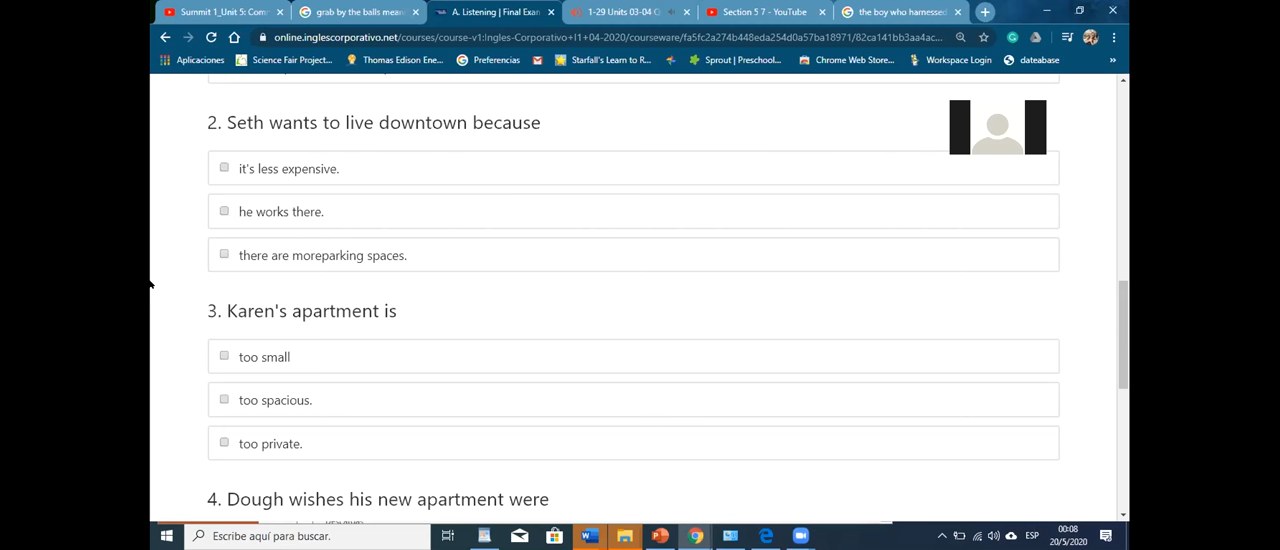 Summit 1_Unit 5: Com
grab by the balls mean
A. Listening | Final Exam
1-29 Units 03-04
Section 5 7 - YouTube
the boy who harnessed
online.inglescorporativo.net/courses/course-v1:Ingles-Corporativo+I1+04-2020/courseware/fa5fc2a274b448eda254d0a57ba18971/82ca141bb3aa4ac...
Aplicaciones
Science Fair Project...
Thomas Edison Ene...
Preferencias
Starfall's Learn to R...
Sprout | Preschool...
Chrome Web Store...
Workspace Login
dateabase
»
2. Seth wants to live downtown because
it's less expensive.
he works there.
there are moreparking spaces.
3. Karen's apartment is
too small
too spacious.
too private.
4. Dough wishes his new apartment were
Escribe aquí para buscar.
ESP
00:08
20/5/2020